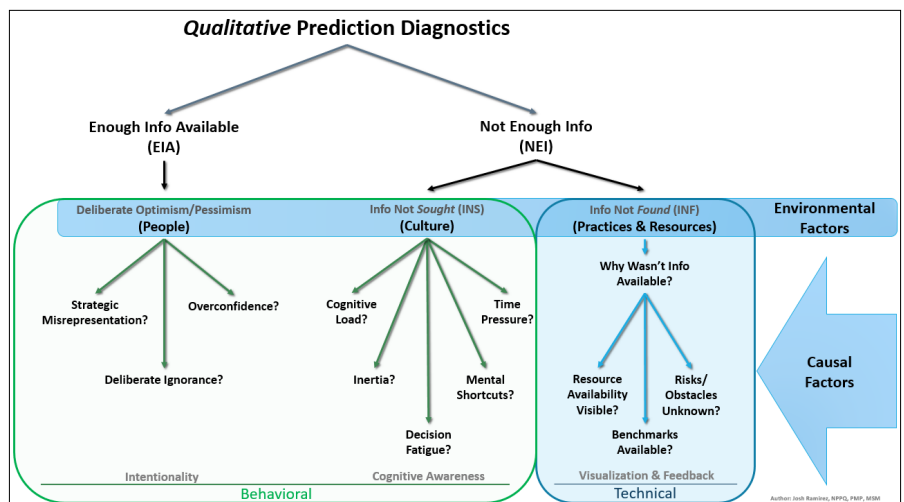 Qualitative Prediction Diagnostics
Enough Info Available
(EIA)
Not Enough Info
(NEI)
Deliberate Optimism/Pessimism
(People)
Info Not Sought (INS)
(Culture)
Info Not Found (INF)
(Practices & Resources)
Environmental
Factors
Strategic
Misrepresentation?
Overconfidence?
Deliberate Ignorance?
Cognitive
Load?
Time
Pressure?
Inertia?
Mental
Shortcuts?
Decision
Fatigue?
Why Wasn't Info
Available?
Resource
Availability
Visible?
Risks/
Obstacles
Unknown?
Benchmarks
Available?
Causal
Factors
Intentionality
Cognitive Awareness
Visualization & Feedback
Behavioral
Technical
Author: Josh Ramirez, NPPQ, PMP, MSM